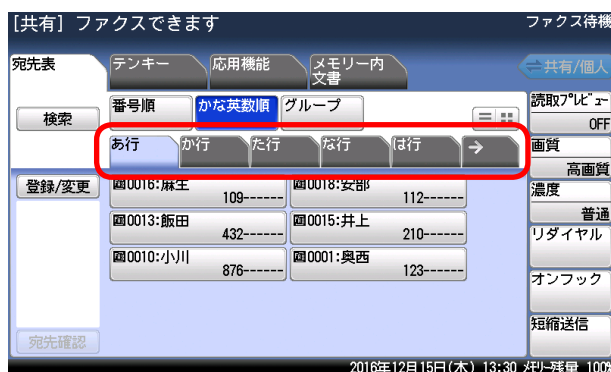 [共有] ファクスできます
ファクス待機
宛先表
テンキー
応用機能
メモリー内
文書
共有/個人
検索
番号順
かな英数順
グループ
読取プレビュー
OFF
あ行
か行
た行
な行
は行
→
画質
高画質
登録/変更
0016:麻生
109------
0018:安部
112------
濃度
普通
0013:飯田
432------
0015:井上
210------
リダイヤル
0010:小川
876------
0001:奥西
123------
オンフック
短縮送信
宛先確認
2016年12月15日(木) 13:30 メモリー残量 100%